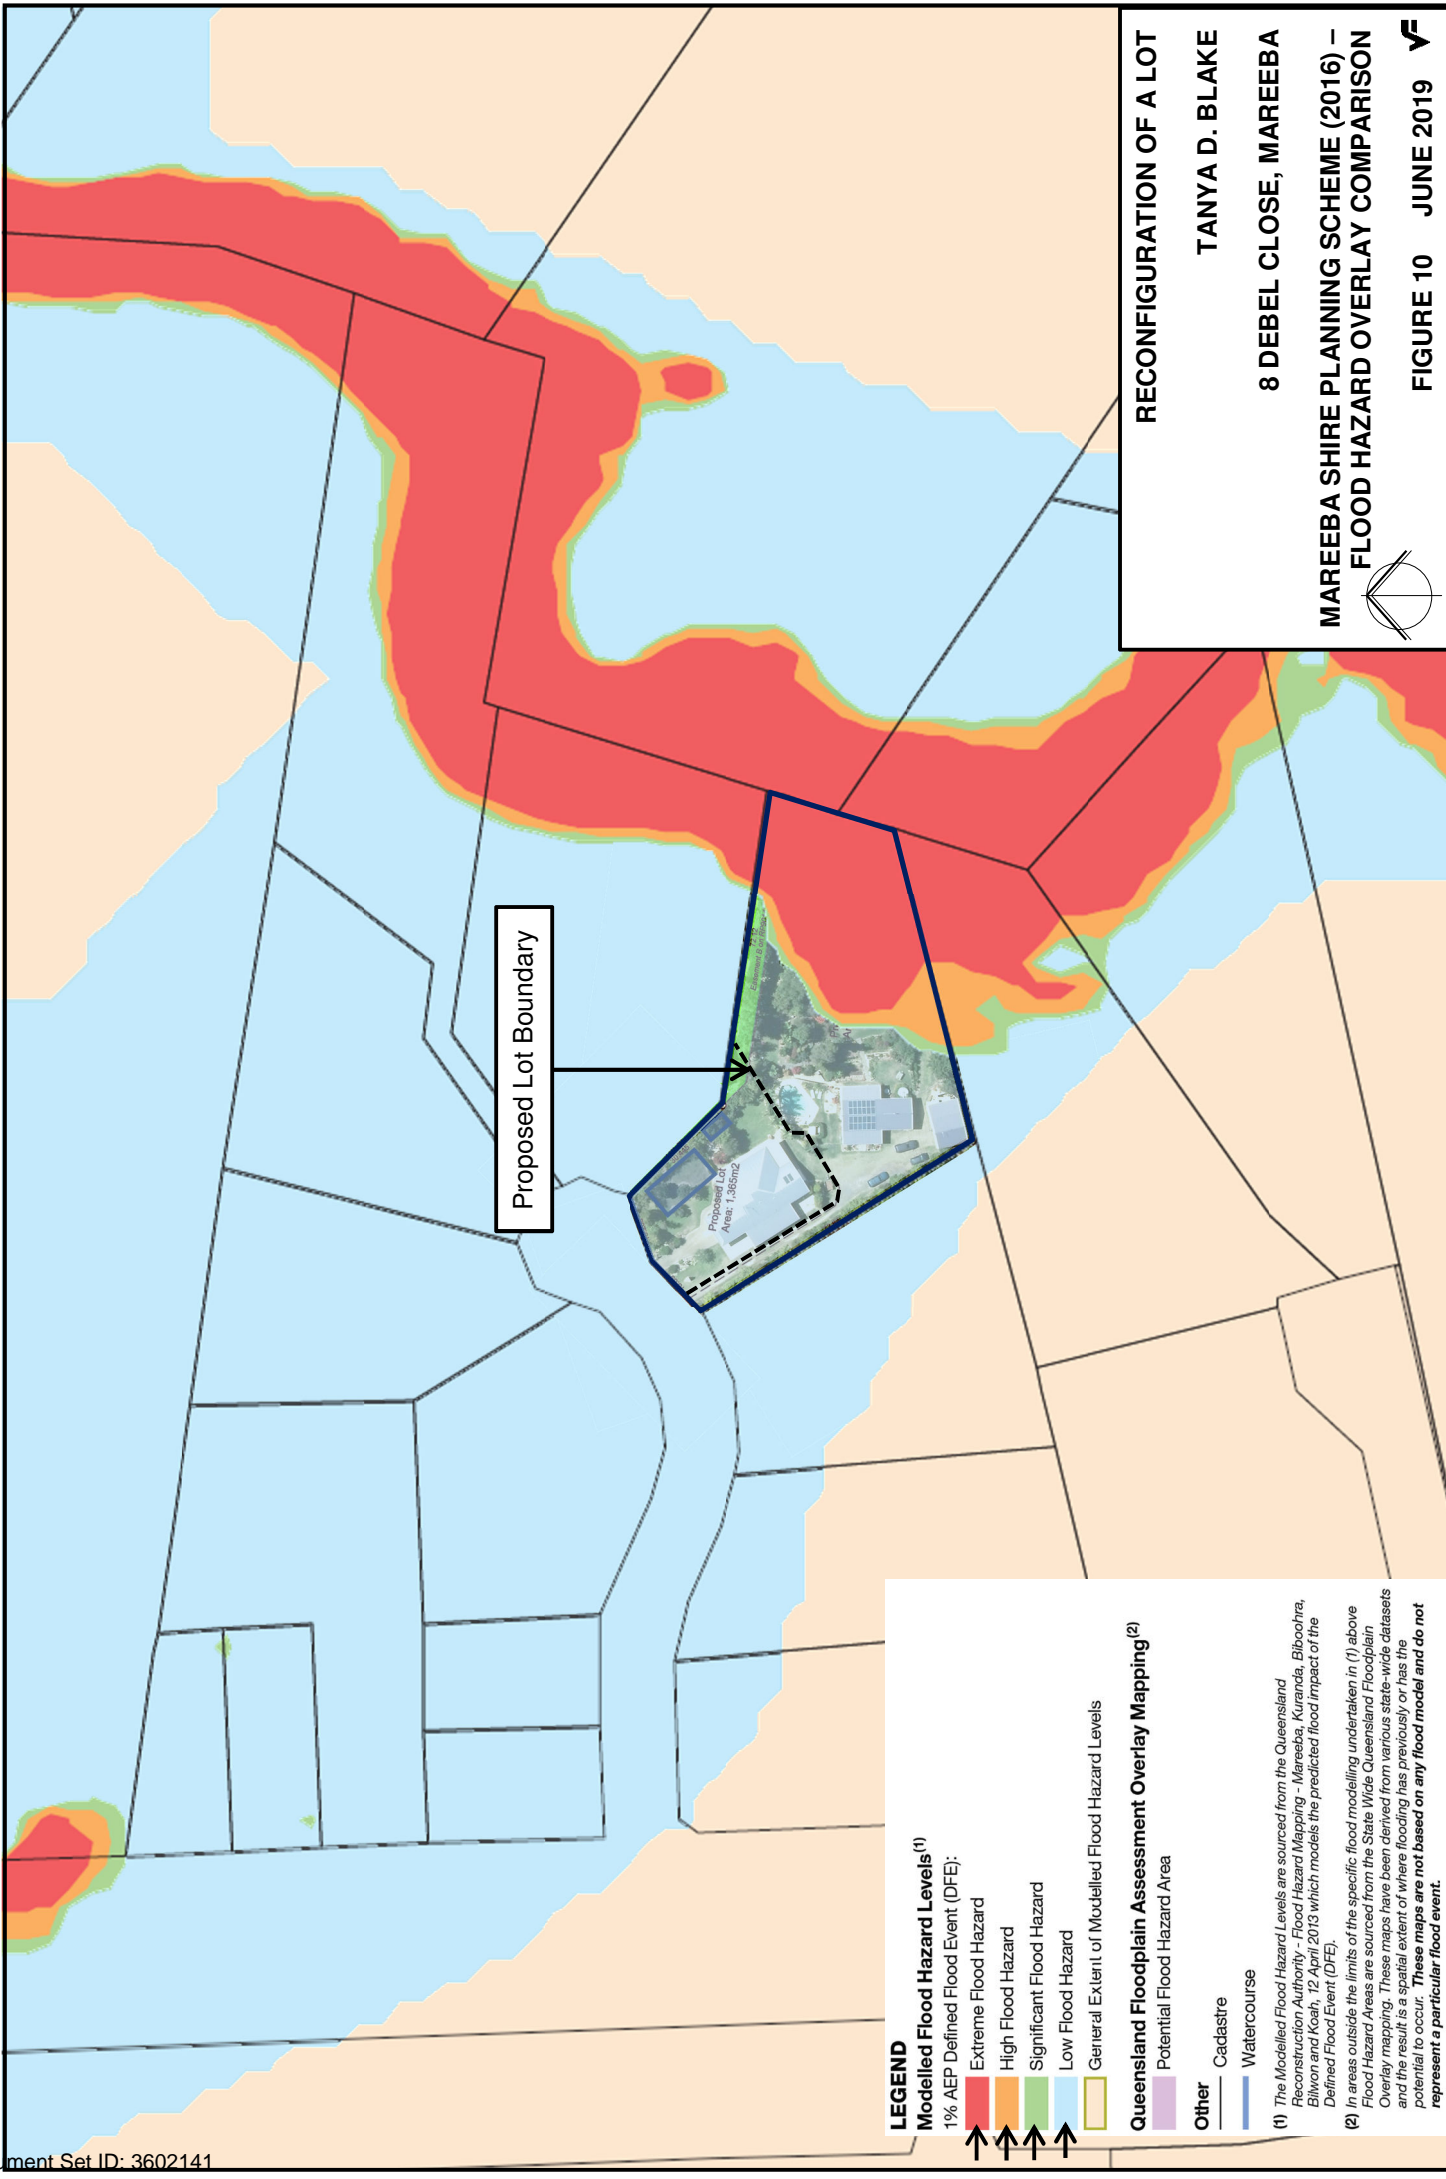 RECONFIGURATION OF A LOT
TANYA D. BLAKE
8 DEBEL CLOSE, MAREEBA
MAREEBA SHIRE PLANNING SCHEME (2016) –
FLOOD HAZARD OVERLAY COMPARISON
FIGURE 10 JUNE 2019
Proposed Lot Boundary
Proposed Lot
Area: 1,365m2
LEGEND
Modelled Flood Hazard Levels(1)
1% AEP Defined Flood Event (DFE):
Extreme Flood Hazard
High Flood Hazard
Significant Flood Hazard
Low Flood Hazard
General Extent of Modelled Flood Hazard Levels
Queensland Floodplain Assessment Overlay Mapping(2)
Potential Flood Hazard Area
Other
Cadastre
Watercourse
(1) The Modelled Flood Hazard Levels are sourced from the Queensland
Reconstruction Authority - Flood Hazard Mapping - Mareeba, Kuranda, Biboohra,
Bilwon and Koah, 12 April 2013 which models the predicted flood impact of the
Defined Flood Event (DFE).
(2) In areas outside the limits of the specific flood modelling undertaken in (1) above
Flood Hazard Areas are sourced from the State Wide Queensland Floodplain
Overlay mapping. These maps have been derived from various state-wide datasets
and the result is a spatial extent of where flooding has previously or has the
potential to occur. These maps are not based on any flood model and do not
represent a particular flood event.
ment Set ID: 3602141